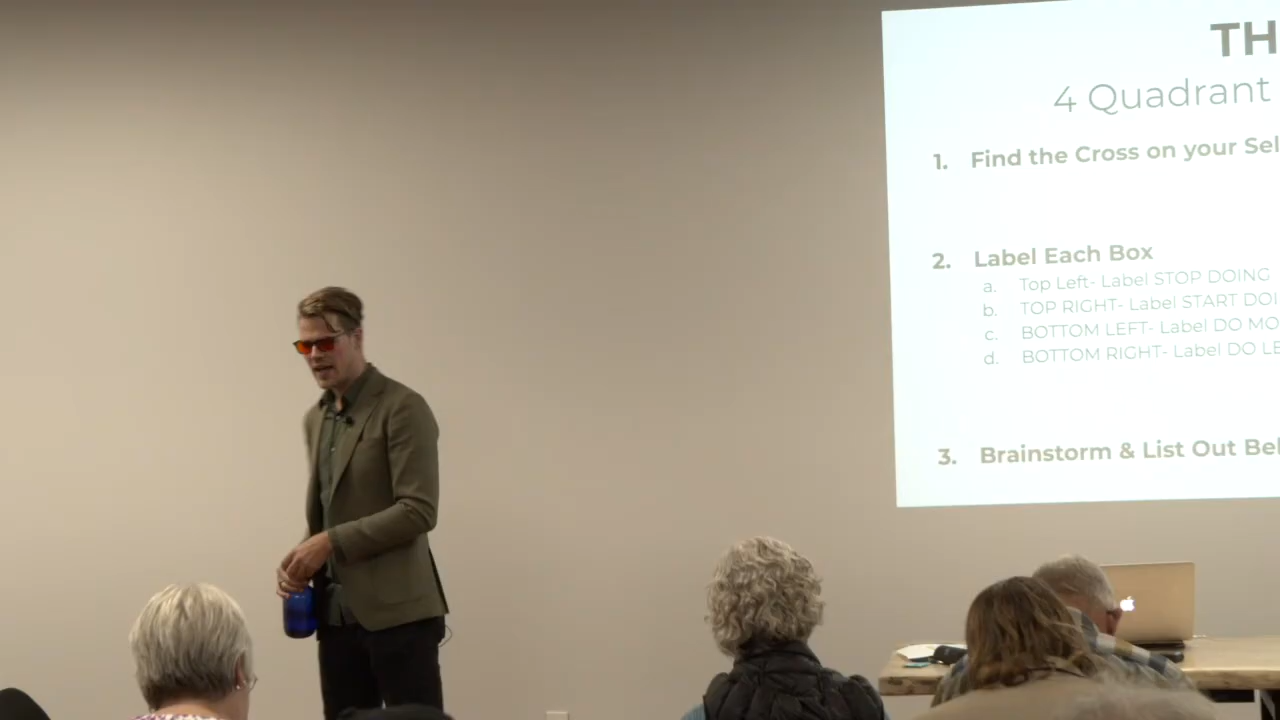 TH
4 Quadrant
1. Find the Cross on your Sel
2. Label Each Box
a. Top Left- Label STOP DOING
b. TOP RIGHT- Label START DOI
c. BOTTOM LEFT- Label DO MO
d. BOTTOM RIGHT- Label DO LE
3. Brainstorm & List Out Bel